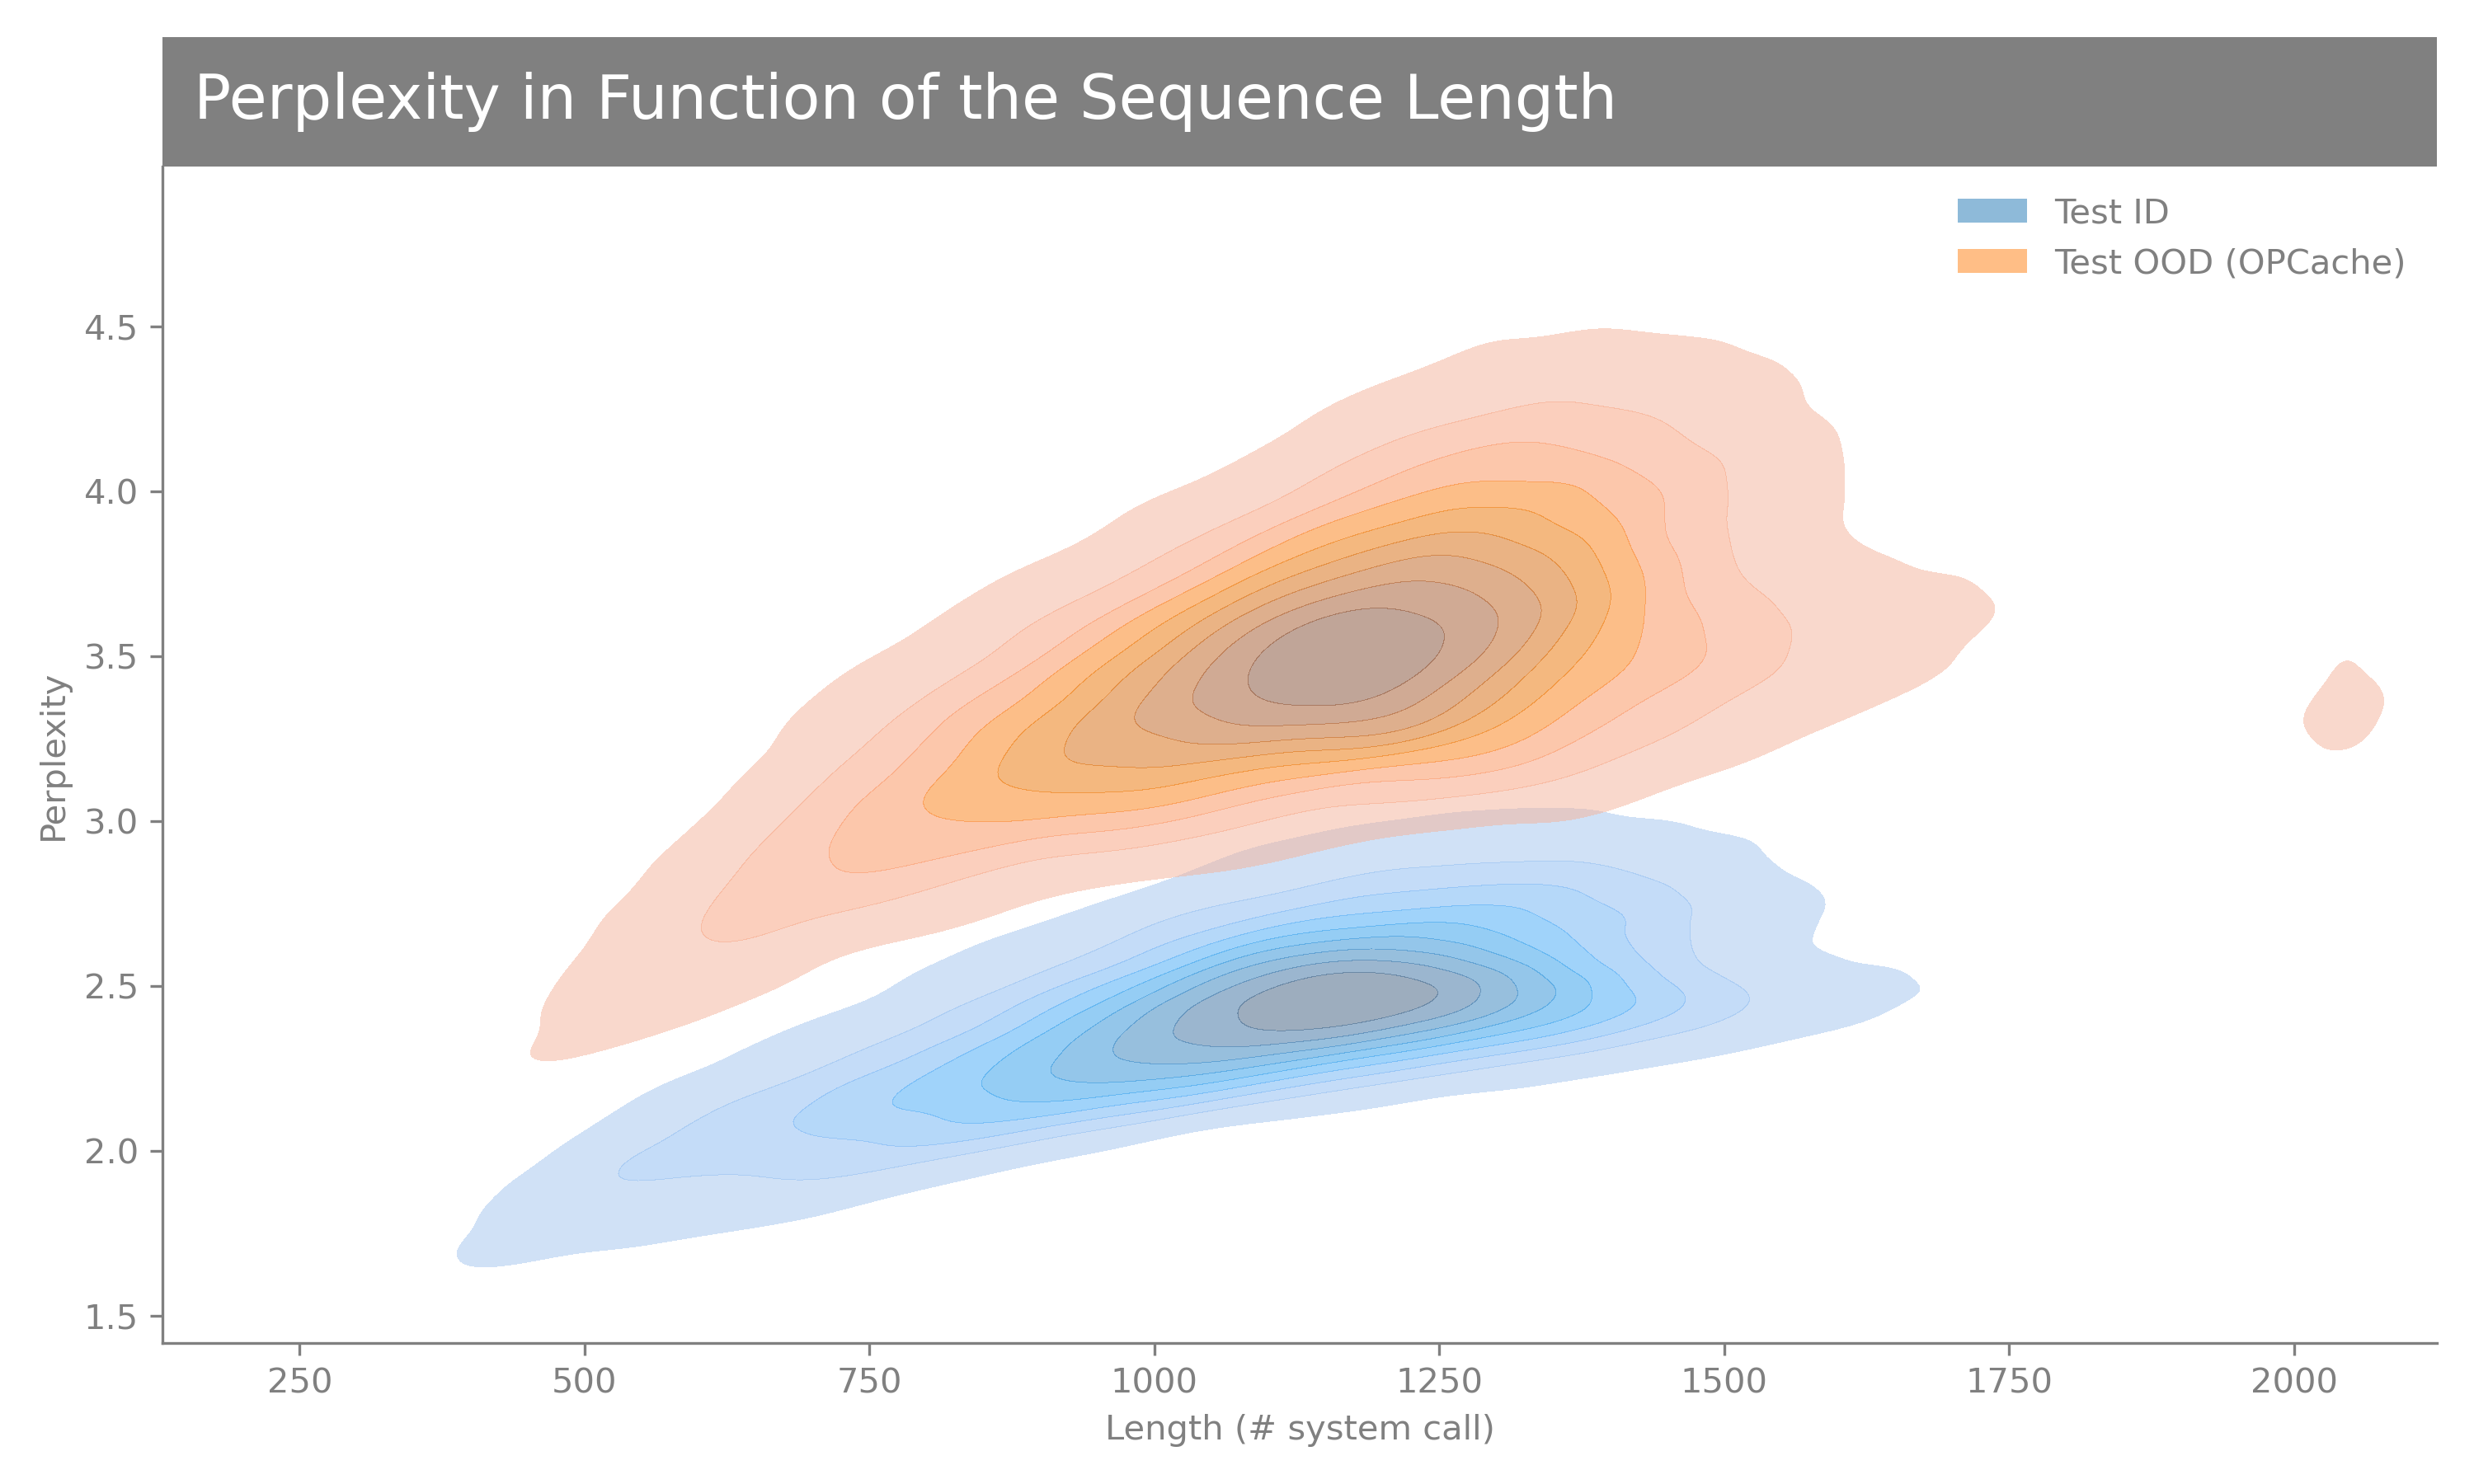 Perplexity in Function of the Sequence Length
Test ID
Test OOD (OPCache)
4.5
4.0
3.5
3.0
2.5
2.0
1.5
Perplexity
250 500 750 1000 1250 1500 1750 2000
Length (# system call)